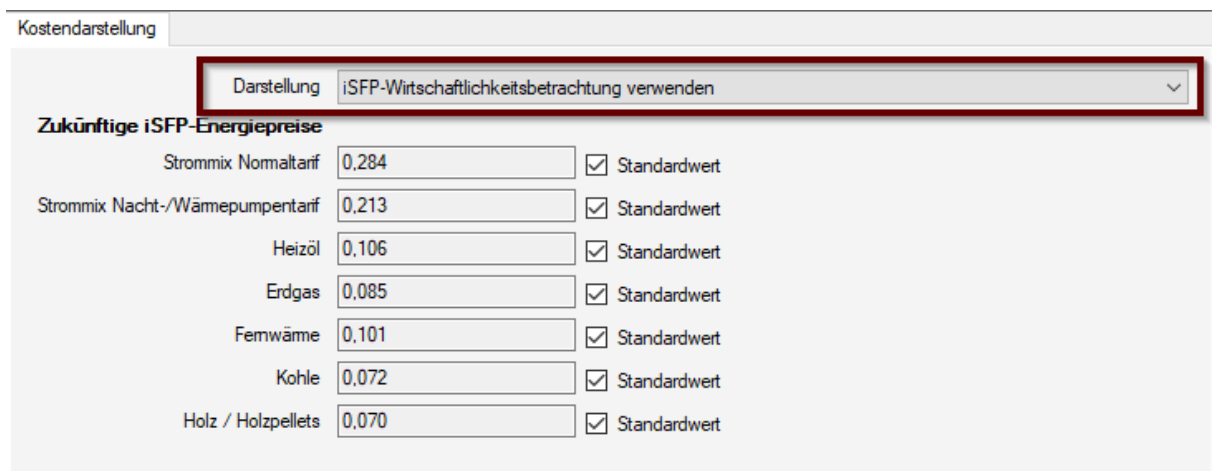 Kostendarstellung
Darstellung iSFP-Wirtschaftlichkeitsbetrachtung verwenden
Zukünftige iSFP-Energiepreise
Strommix Normaltarif 0,284 Standardwert
Strommix Nacht-/Wärmepumpentarif 0,213 Standardwert
Heizöl 0,106 Standardwert
Erdgas 0,085 Standardwert
Fernwärme 0,101 Standardwert
Kohle 0,072 Standardwert
Holz / Holzpellets 0,070 Standardwert